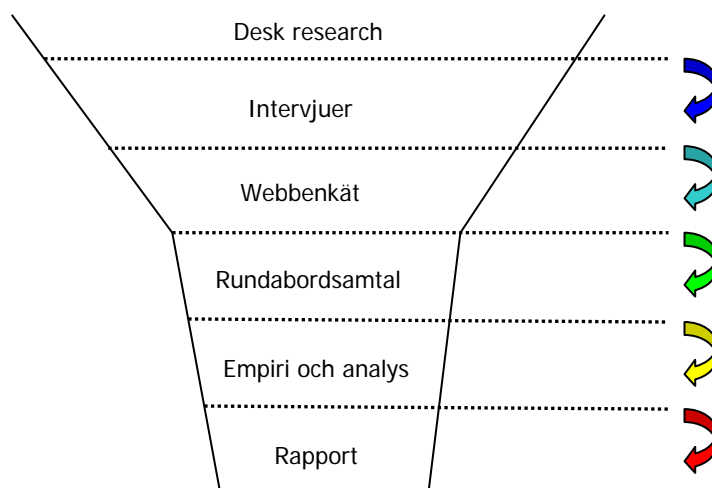 Desk research
Intervjuer
Webbenkät
Rundabordsamtal
Empiri och analys
Rapport